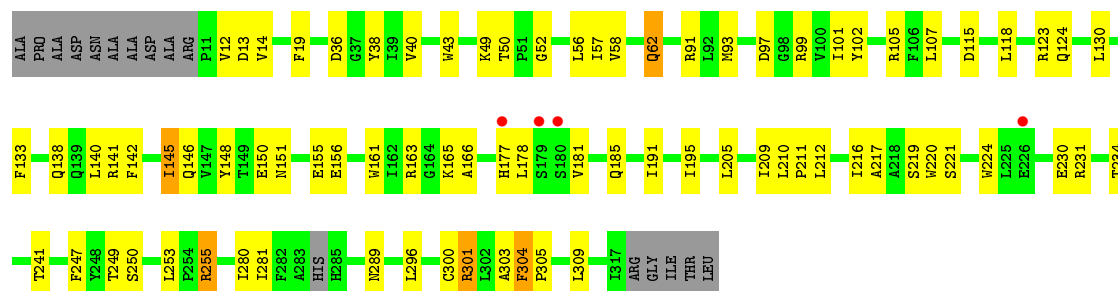 ALA PRO ALA ASP ASN ALA ALA ASP ALA ARG P11 V12 D13 V14 F19 D36 G37 Y38 I39 V40 W43 K49 T50 P51 G52 L56 I57 V58 Q62 R91 L92 M93 D97 G98 R99 V100 I101 Y102 R105 F106 L107 D115 L118 R123 Q124 L130
F133 Q138 Q139 L140 R141 F142 I145 Q146 V147 Y148 T149 E150 N151 E155 E156 W161 I162 R163 G164 K165 A166 H177 L178 S179 S180 V181 Q185 I191 I195 L205 I209 L210 P211 L212 I216 A217 A218 S219 W220 S221 W224 L225 E226 E230 R231 T234
T241 F247 Y248 T249 S250 L253 P254 R255 I280 I281 F282 A283 HIS H285 N289 L296 C300 R301 L302 A303 F304 P305 L309 I317 ARG GLY ILE THR LEU